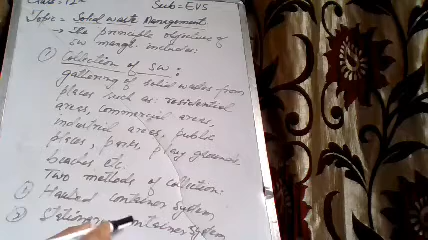 Class = 12th Sub = EVS
Topic = Solid waste Management
→ The principle objective of
SW mangt includes:
① Collection of SW:
gathering of solid wastes from
places such as: residential
areas, commercial areas,
industrial areas, public
places, parks, play grounds
beaches etc.
Two methods of collection:
① Hauled container system
② Stationary container system